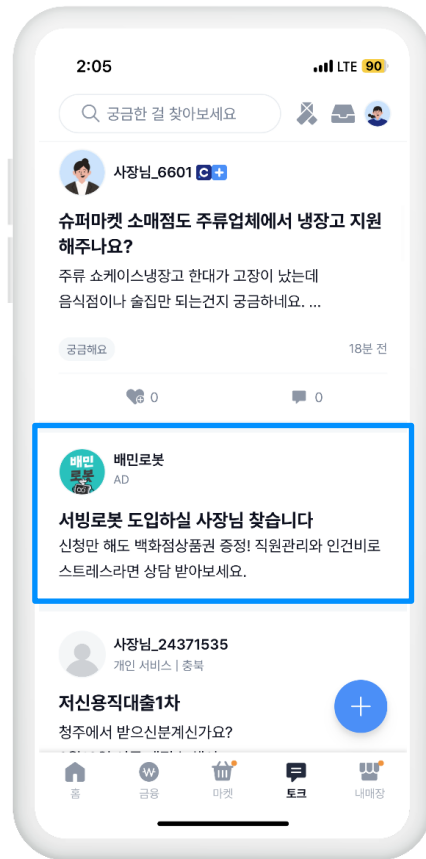 2:05
LTE 90
궁금한 걸 찾아보세요
사장님_6601 C+
슈퍼마켓 소매점도 주류업체에서 냉장고 지원
해주나요?
주류 쇼케이스냉장고 한대가 고장이 났는데
음식점이나 술집만 되는건지 궁금하네요. ...
궁금해요
18분 전
0
0
배민
로봇
배민로봇
AD
서빙로봇 도입하실 사장님 찾습니다
신청만 해도 백화점상품권 증정! 직원관리와 인건비로
스트레스라면 상담 받아보세요.
사장님_24371535
개인 서비스 | 충북
저신용직대출1차
청주에서 받으신분계신가요?
홈
금융
마켓
토크
내매장